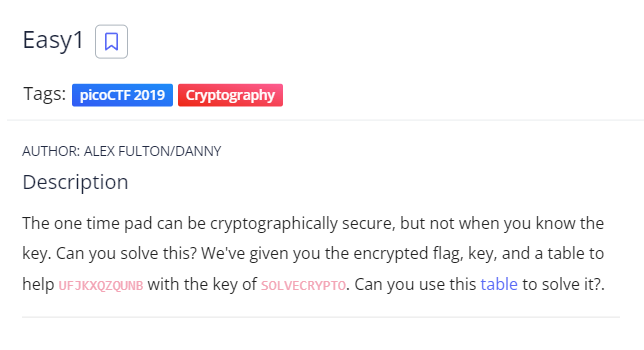 Easy1
Tags: picoCTF 2019 Cryptography
AUTHOR: ALEX FULTON/DANNY
Description
The one time pad can be cryptographically secure, but not when you know the
key. Can you solve this? We've given you the encrypted flag, key, and a table to
help UFJKXQZQUNB with the key of SOLVECRYPTO. Can you use this table to solve it?.